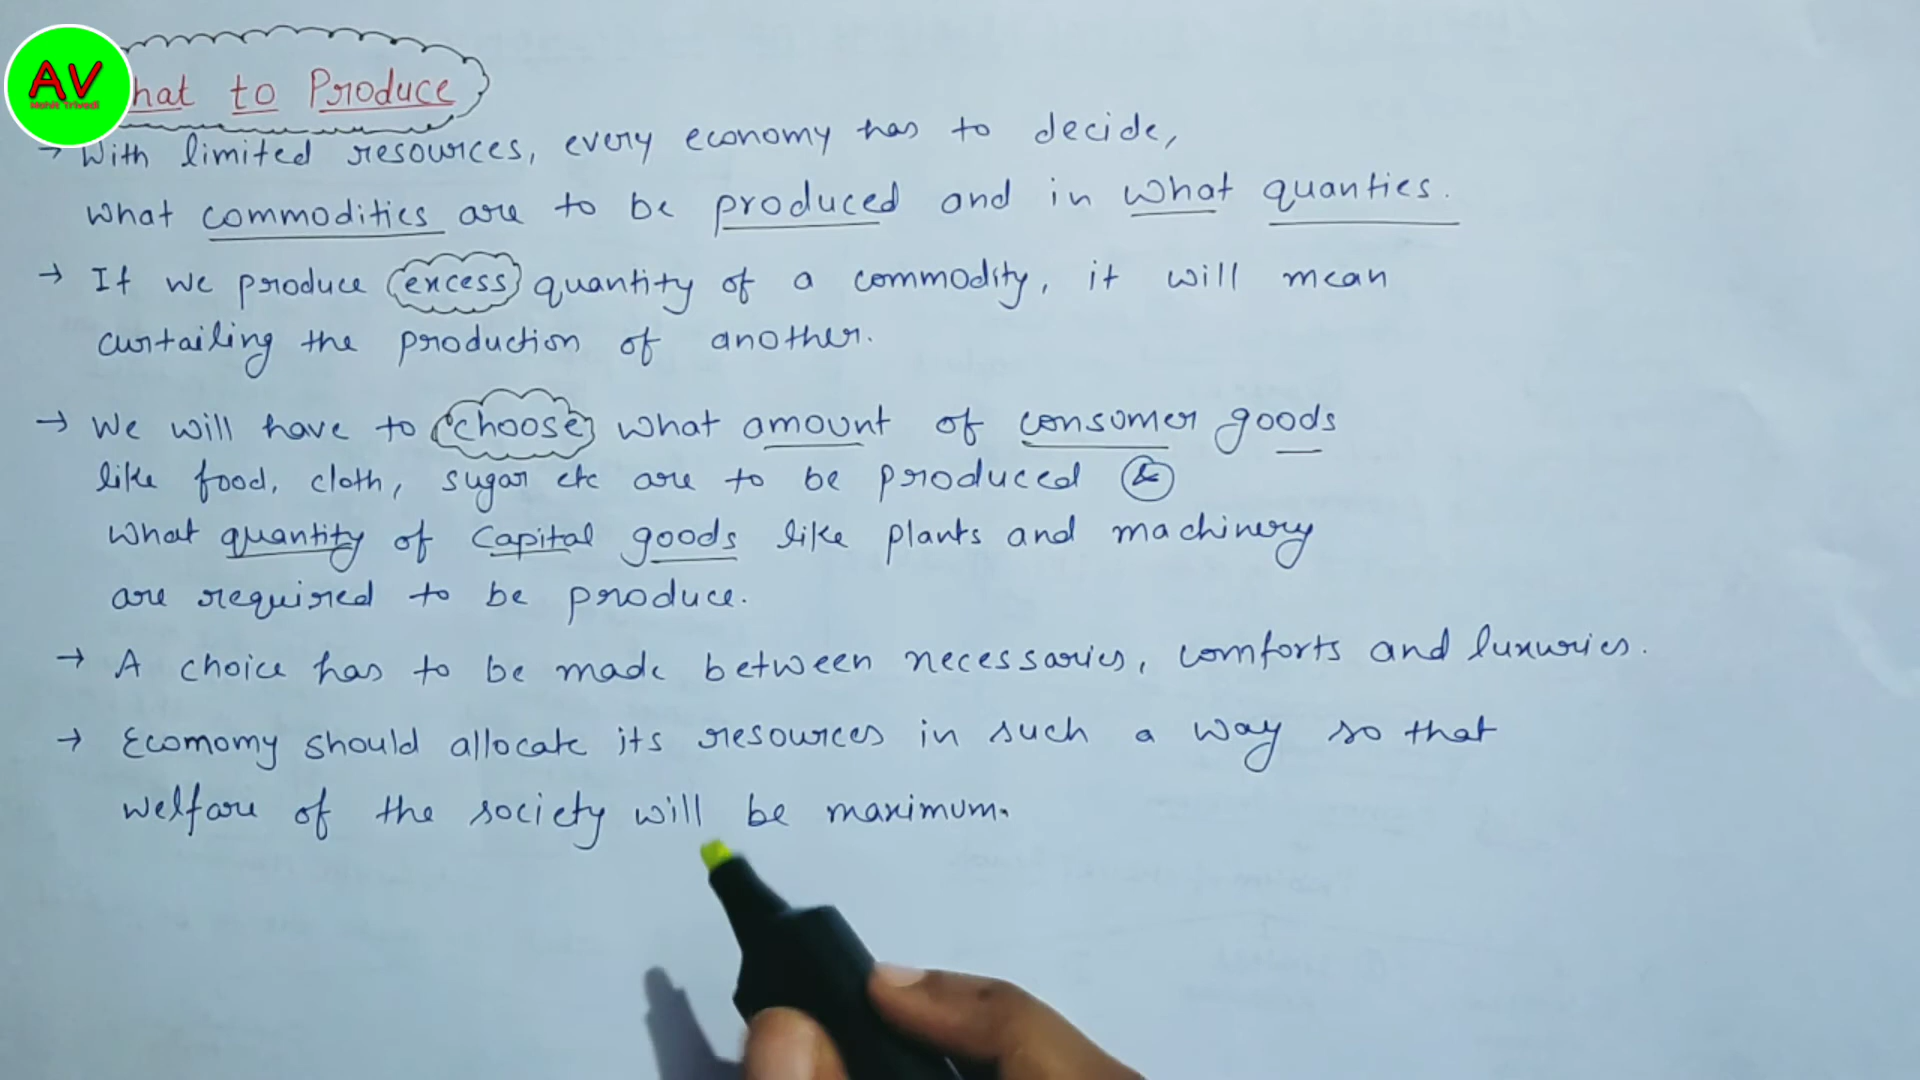 AV
Mohit Trivedi
hat to Produce
→ With limited resources, every economy has to decide,
what commodities are to be produced and in what quanties.
→ If we produce excess quantity of a commodity, it will mean
curtailing the production of another.
→ We will have to choose what amount of consumer goods
like food, cloth, sugar etc are to be produced &
what quantity of capital goods like plants and machinery
are required to be produce.
→ A choice has to be made between necessaries, comforts and luxuries.
→ Ecomomy should allocate its resources in such a way so that
welfare of the society will be maximum.